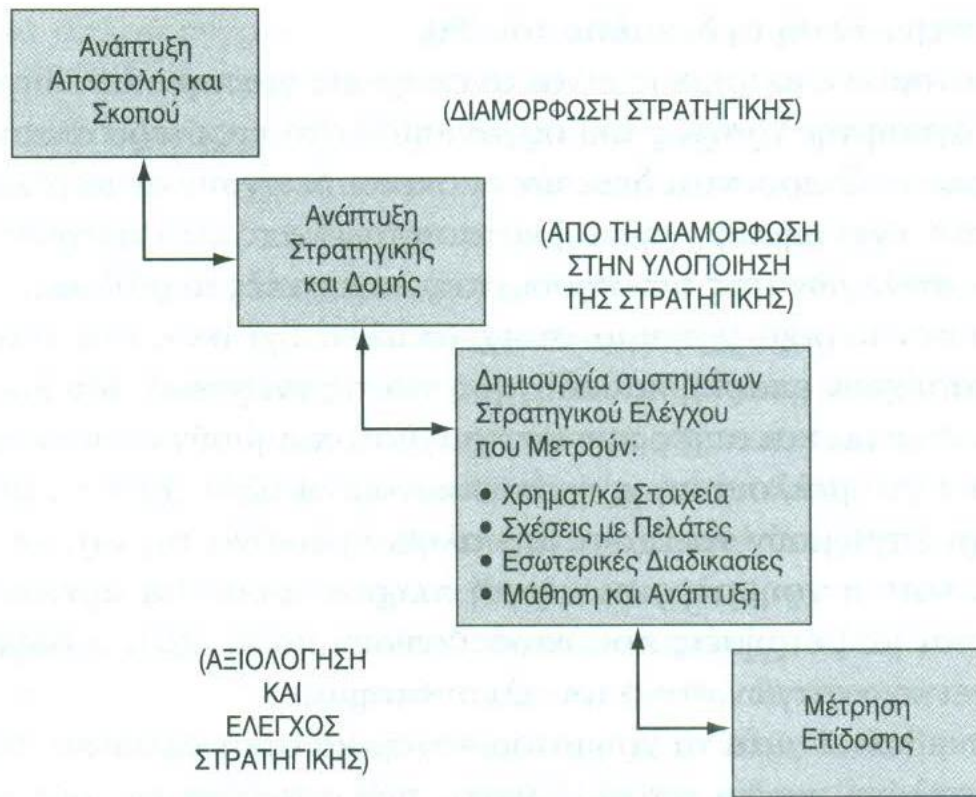 Ανάπτυξη
Αποστολής και
Σκοπού
(ΔΙΑΜΟΡΦΩΣΗ ΣΤΡΑΤΗΓΙΚΗΣ)
Ανάπτυξη
Στρατηγικής
και Δομής
(ΑΠΟ ΤΗ ΔΙΑΜΟΡΦΩΣΗ
ΣΤΗΝ ΥΛΟΠΟΙΗΣΗ
ΤΗΣ ΣΤΡΑΤΗΓΙΚΗΣ)
Δημιουργία συστημάτων
Στρατηγικού Ελέγχου
που Μετρούν:
• Χρηματ/κά Στοιχεία
• Σχέσεις με Πελάτες
• Εσωτερικές Διαδικασίες
• Μάθηση και Ανάπτυξη
(ΑΞΙΟΛΟΓΗΣΗ
ΚΑΙ
ΕΛΕΓΧΟΣ
ΣΤΡΑΤΗΓΙΚΗΣ)
Μέτρηση
Επίδοσης